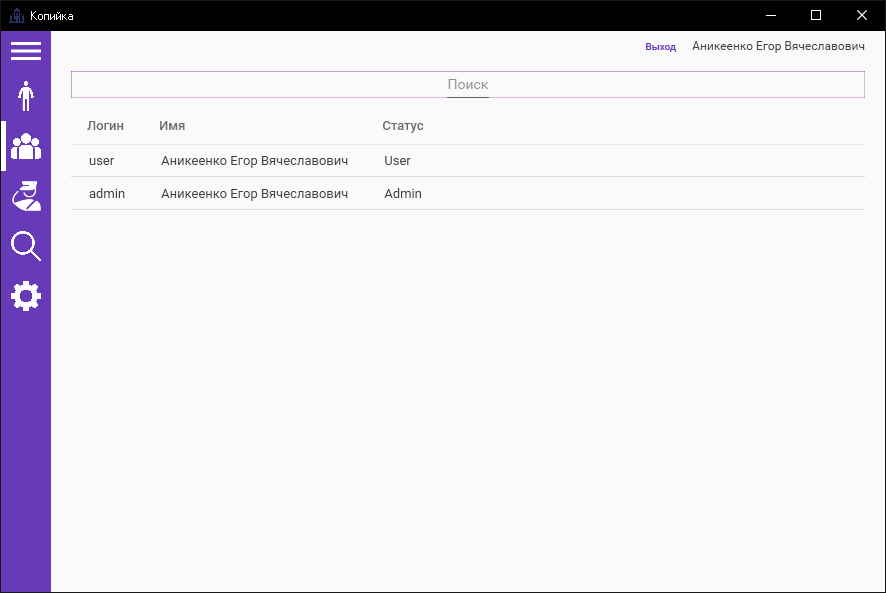 Копийка
Выход Аникеенко Егор Вячеславович
Поиск
Логин Имя Статус
user Аникеенко Егор Вячеславович User
admin Аникеенко Егор Вячеславович Admin